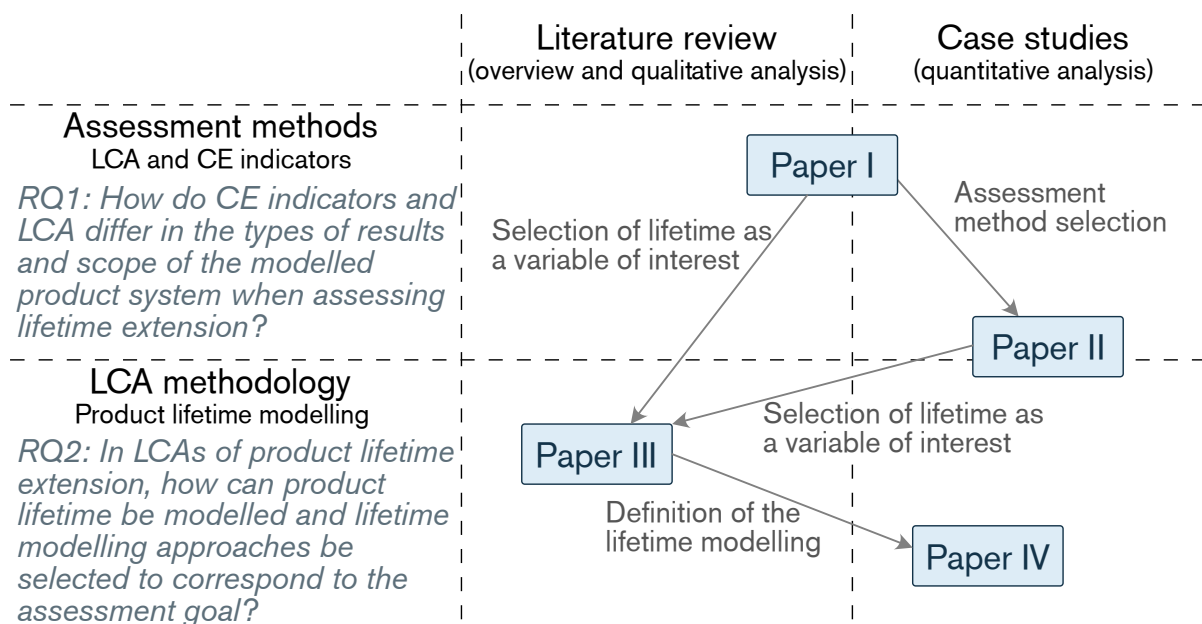 Literature review
(overview and qualitative analysis)
Case studies
(quantitative analysis)
Assessment methods
LCA and CE indicators
RQ1: How do CE indicators and
LCA differ in the types of results
and scope of the modelled
product system when assessing
lifetime extension?
Paper I
Selection of lifetime as
a variable of interest
Assessment
method selection
Paper II
LCA methodology
Product lifetime modelling
RQ2: In LCAs of product lifetime
extension, how can product
lifetime be modelled and lifetime
modelling approaches be
selected to correspond to the
assessment goal?
Selection of lifetime as
a variable of interest
Paper III
Definition of the
lifetime modelling
Paper IV